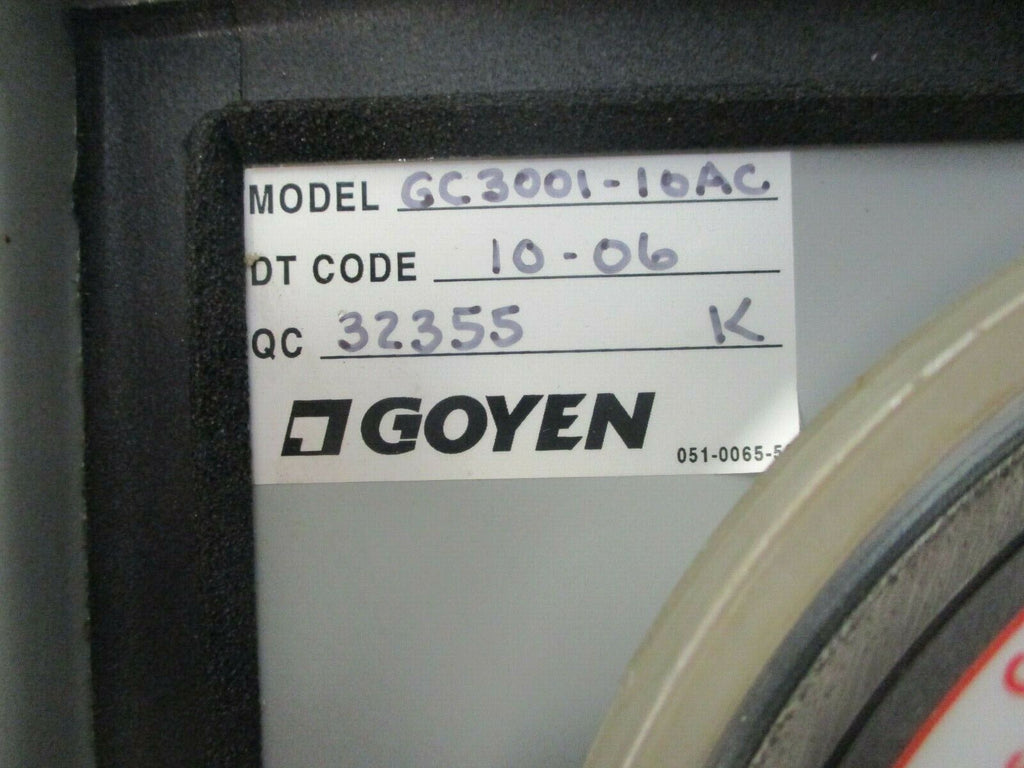 MODEL GC3001-10AC
DT CODE 10-06
QC 32355 K
GOYEN
051-0065-5